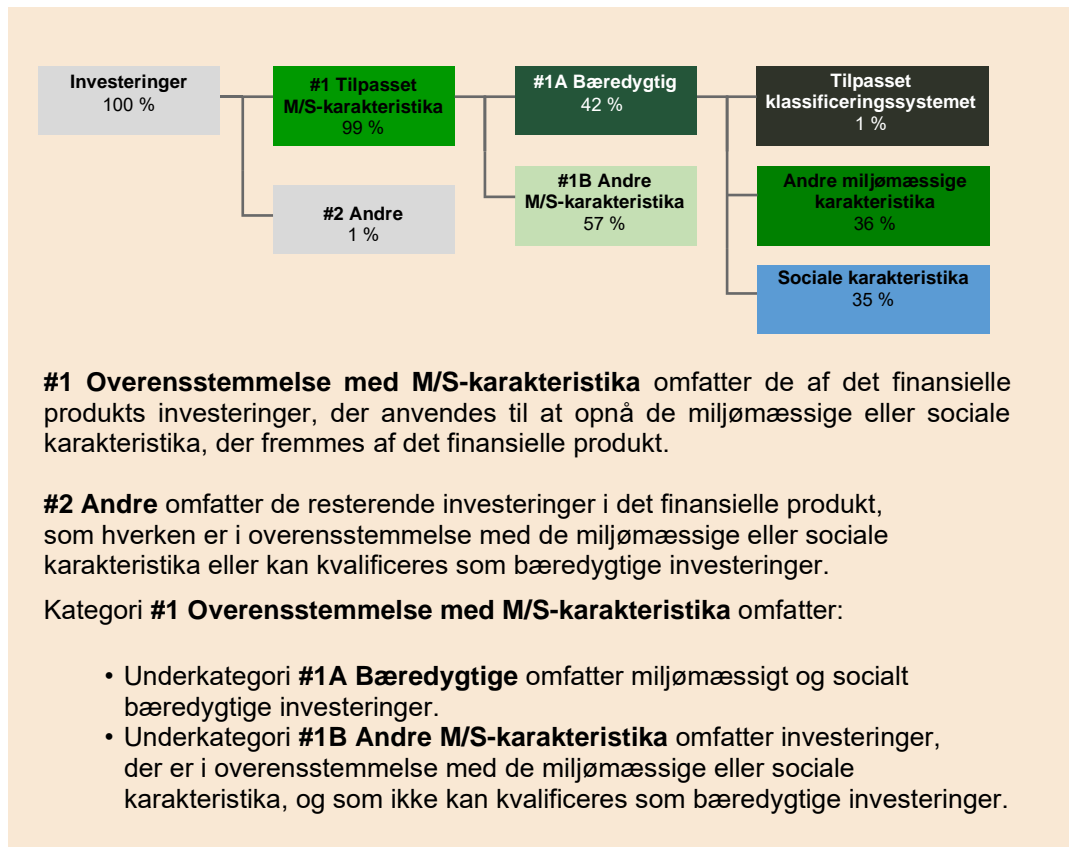 Investeringer
100 %
#1 Tilpasset
M/S-karakteristika
99 %
#2 Andre
1 %
#1A Bæredygtig
42 %
#1B Andre
M/S-karakteristika
57 %
Tilpasset
klassificeringssystemet
1 %
Andre miljømæssige
karakteristika
36 %
Sociale karakteristika
35 %
#1 Overensstemmelse med M/S-karakteristika omfatter de af det finansielle
produkts investeringer, der anvendes til at opnå de miljømæssige eller sociale
karakteristika, der fremmes af det finansielle produkt.
#2 Andre omfatter de resterende investeringer i det finansielle produkt,
som hverken er i overensstemmelse med de miljømæssige eller sociale
karakteristika eller kan kvalificeres som bæredygtige investeringer.
Kategori #1 Overensstemmelse med M/S-karakteristika omfatter:
• Underkategori #1A Bæredygtige omfatter miljømæssigt og socialt
bæredygtige investeringer.
• Underkategori #1B Andre M/S-karakteristika omfatter investeringer,
der er i overensstemmelse med de miljømæssige eller sociale
karakteristika, og som ikke kan kvalificeres som bæredygtige investeringer.